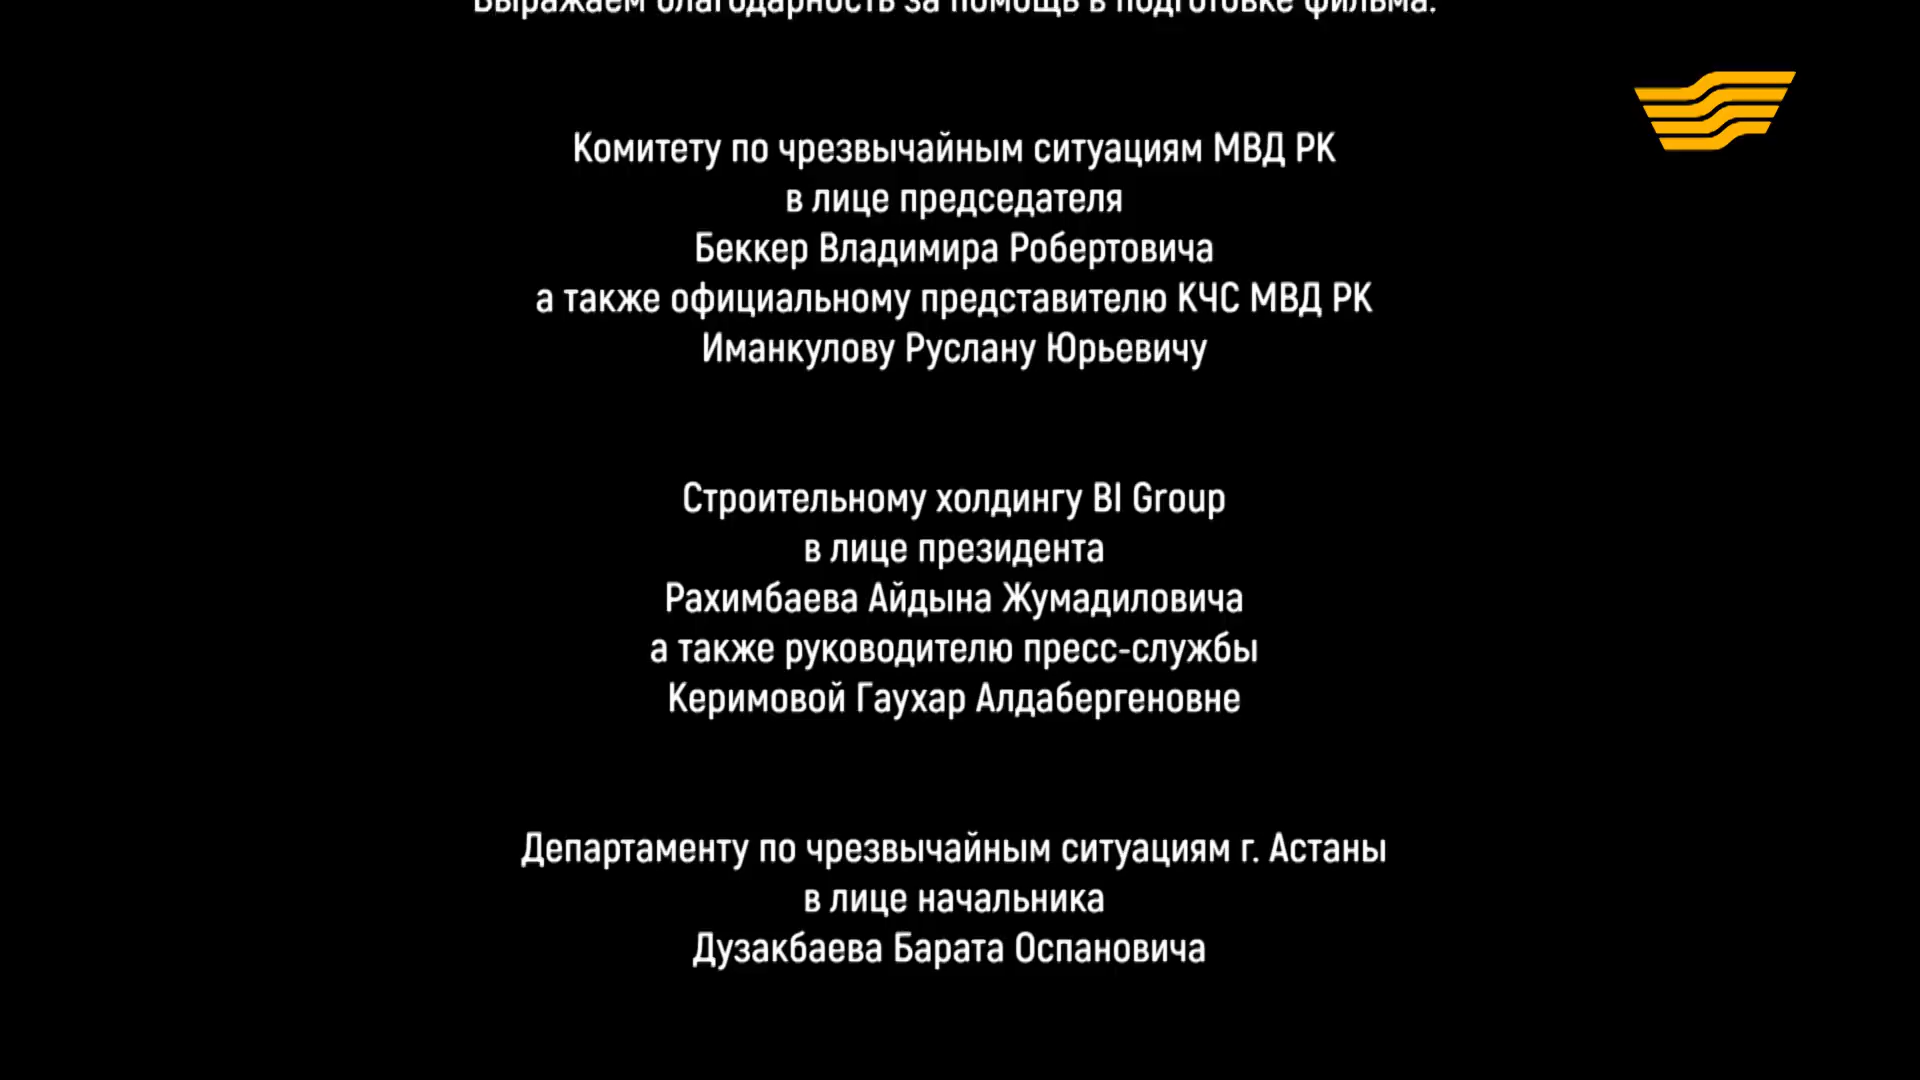 Выражаем благодарность за помощь в подготовке фильма:
Комитету по чрезвычайным ситуациям МВД РК
в лице председателя
Беккер Владимира Робертовича
а также официальному представителю КЧС МВД РК
Иманкулову Руслану Юрьевичу
Строительному холдингу BI Group
в лице президента
Рахимбаева Айдына Жумадиловича
а также руководителю пресс-службы
Керимовой Гаухар Алдабергеновне
Департаменту по чрезвычайным ситуациям г. Астаны
в лице начальника
Дузакбаева Барата Оспановича